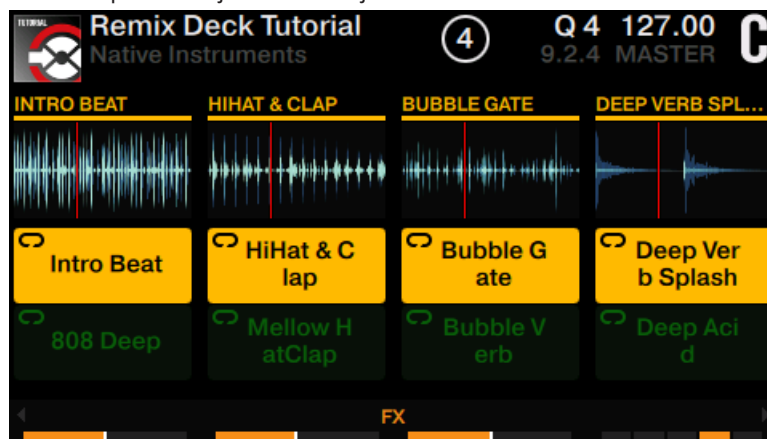 TUTORIAL
Remix Deck Tutorial
Native Instruments
4
Q 4 127.00
9.2.4 MASTER
C
INTRO BEAT HIHAT & CLAP BUBBLE GATE DEEP VERB SPL...
Intro Beat
HiHat & C
lap
Bubble G
ate
Deep Ver
b Splash
808 Deep
Mellow H
atClap
Bubble V
erb
Deep Aci
d
FX